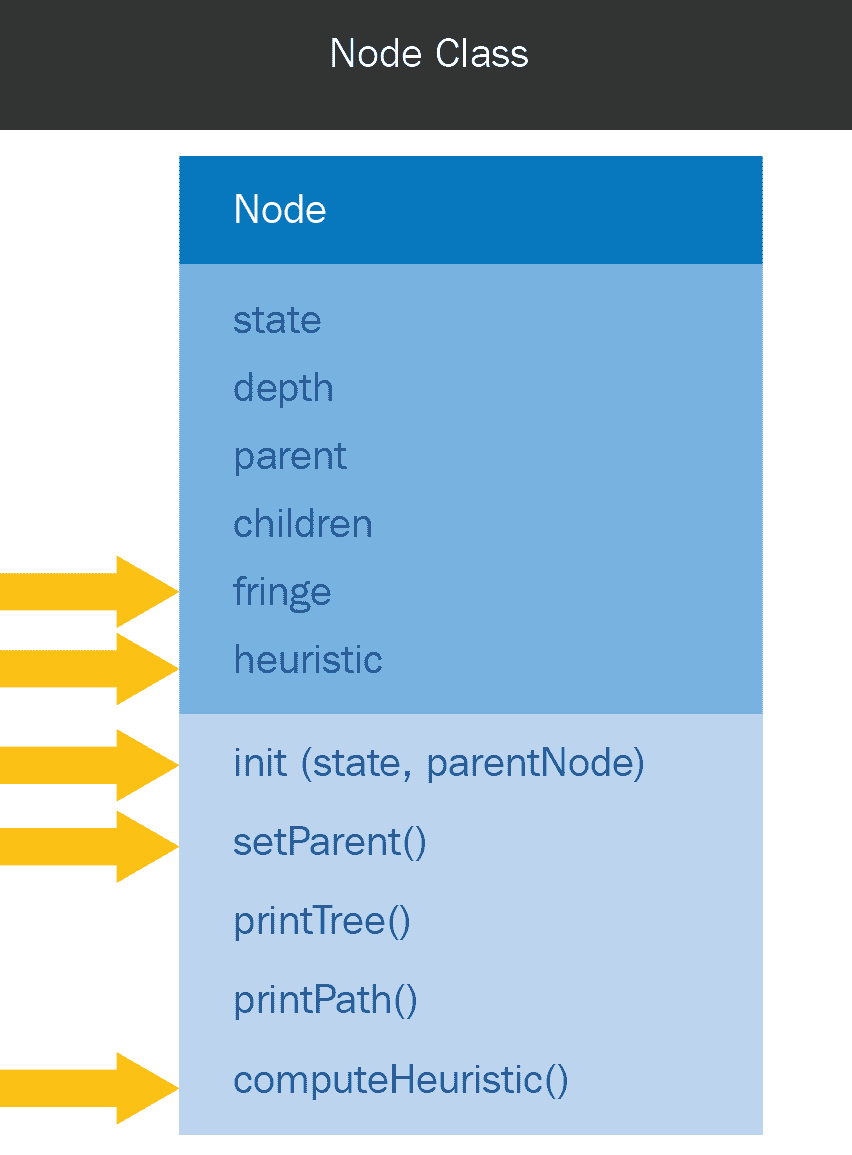 Node Class
Node
state
depth
parent
children
fringe
heuristic
init (state, parentNode)
setParent()
printTree()
printPath()
computeHeuristic()